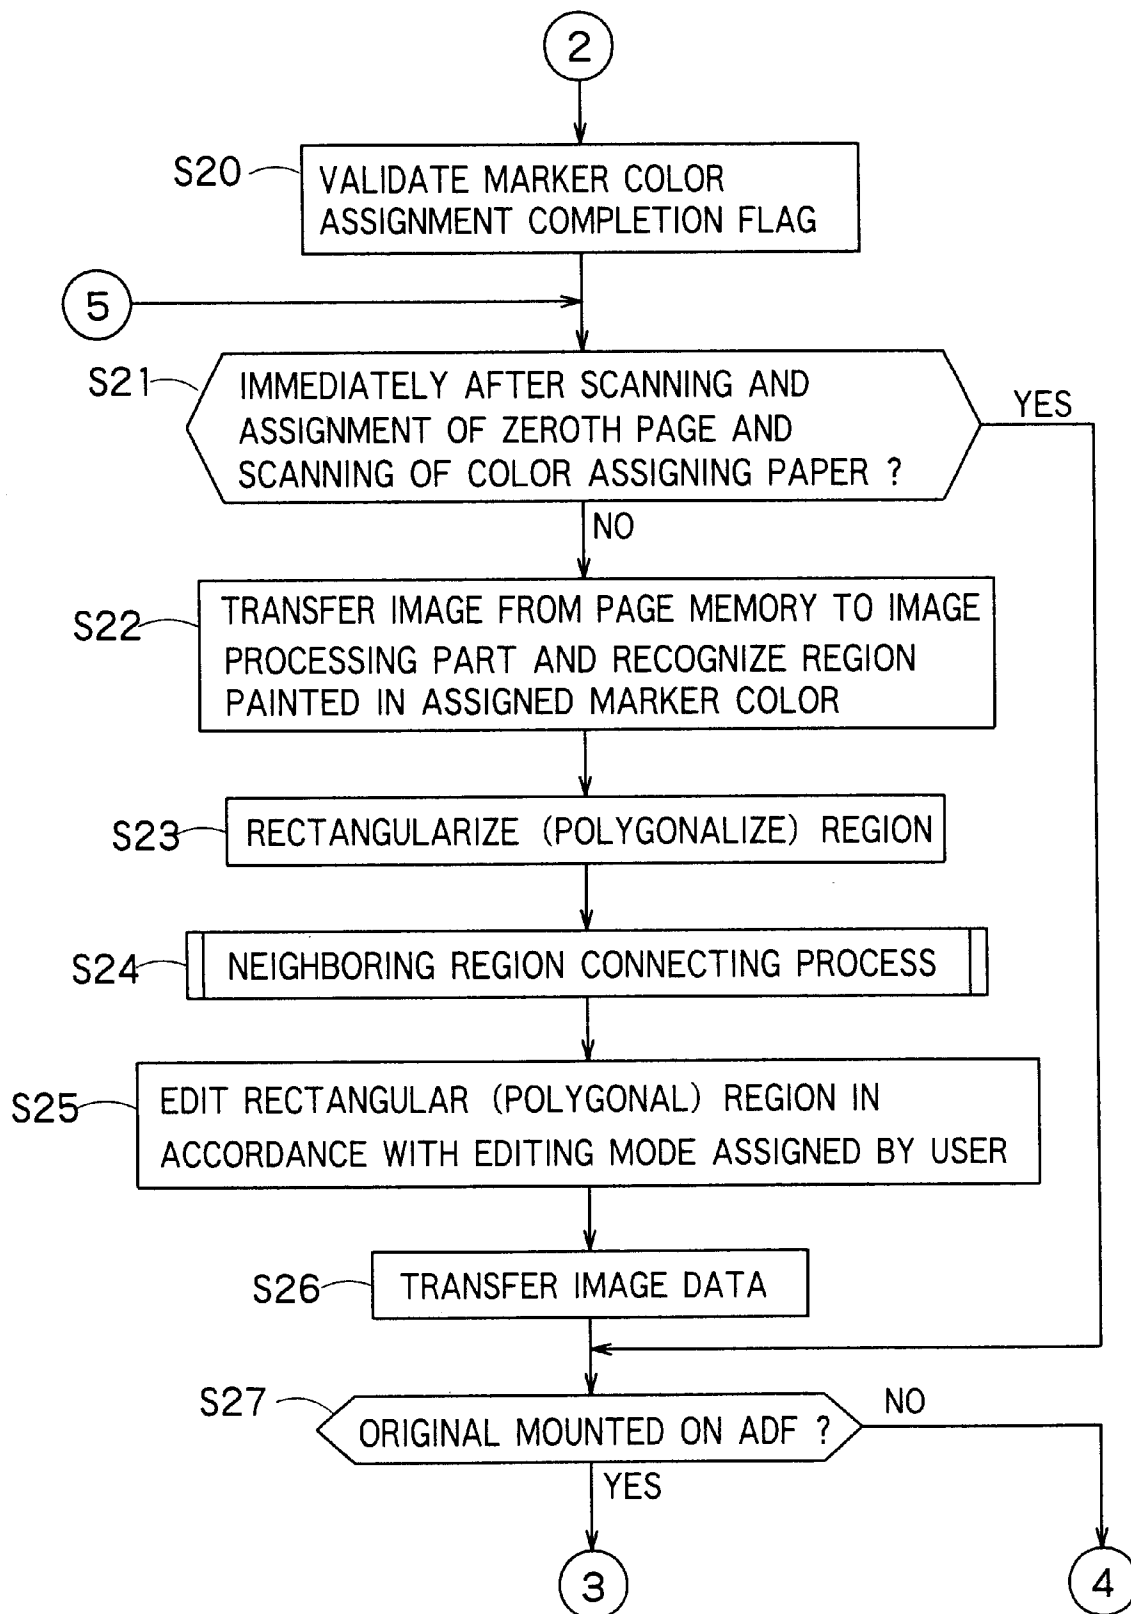 2
S20
VALIDATE MARKER COLOR
ASSIGNMENT COMPLETION FLAG
5
S21
IMMEDIATELY AFTER SCANNING AND
ASSIGNMENT OF ZEROTH PAGE AND
SCANNING OF COLOR ASSIGNING PAPER ?
YES
NO
S22
TRANSFER IMAGE FROM PAGE MEMORY TO IMAGE
PROCESSING PART AND RECOGNIZE REGION
PAINTED IN ASSIGNED MARKER COLOR
S23
RECTANGULARIZE (POLYGONALIZE) REGION
S24
NEIGHBORING REGION CONNECTING PROCESS
S25
EDIT RECTANGULAR (POLYGONAL) REGION IN
ACCORDANCE WITH EDITING MODE ASSIGNED BY USER
S26
TRANSFER IMAGE DATA
S27
ORIGINAL MOUNTED ON ADF ?
NO
YES
3
4